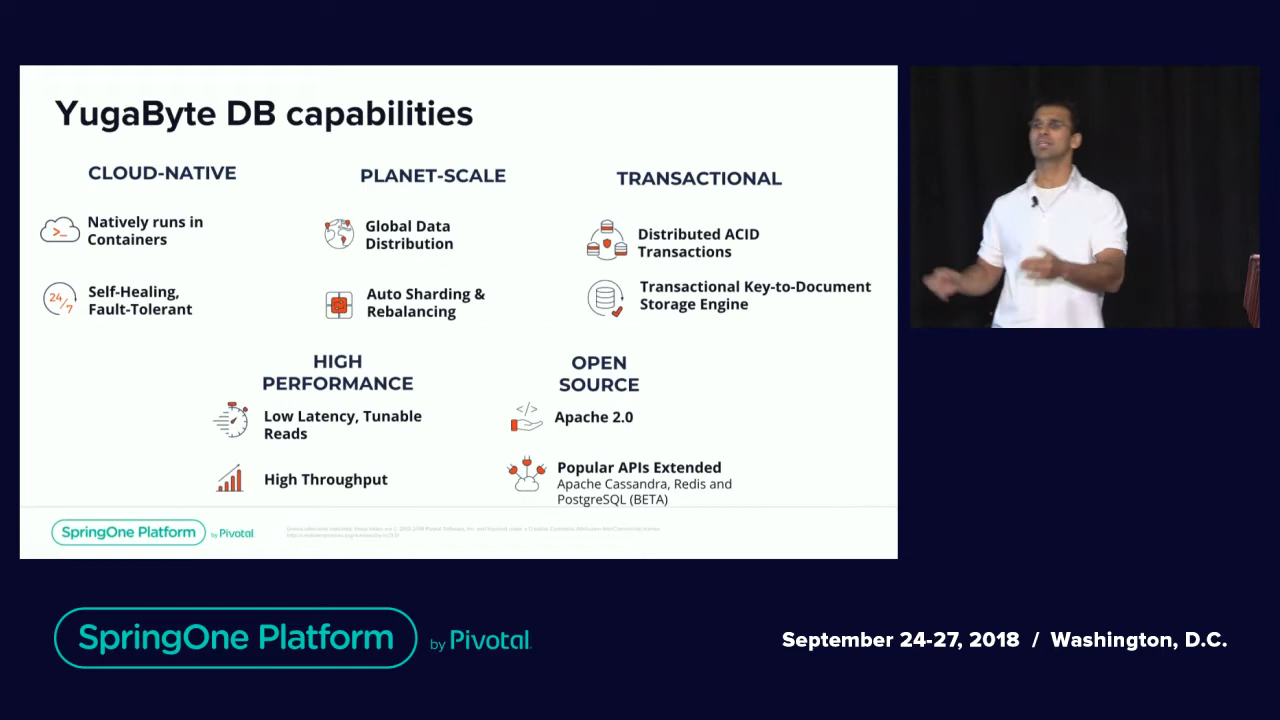 YugaByte DB capabilities
CLOUD-NATIVE
Natively runs in
Containers
24/7
Self-Healing,
Fault-Tolerant
PLANET-SCALE
Global Data
Distribution
Auto Sharding &
Rebalancing
TRANSACTIONAL
Distributed ACID
Transactions
Transactional Key-to-Document
Storage Engine
HIGH
PERFORMANCE
Low Latency, Tunable
Reads
High Throughput
OPEN
SOURCE
Apache 2.0
Popular APIs Extended
Apache Cassandra, Redis and
PostgreSQL (BETA)
SpringOne Platform by Pivotal
SpringOne Platform by Pivotal
September 24-27, 2018 / Washington, D.C.